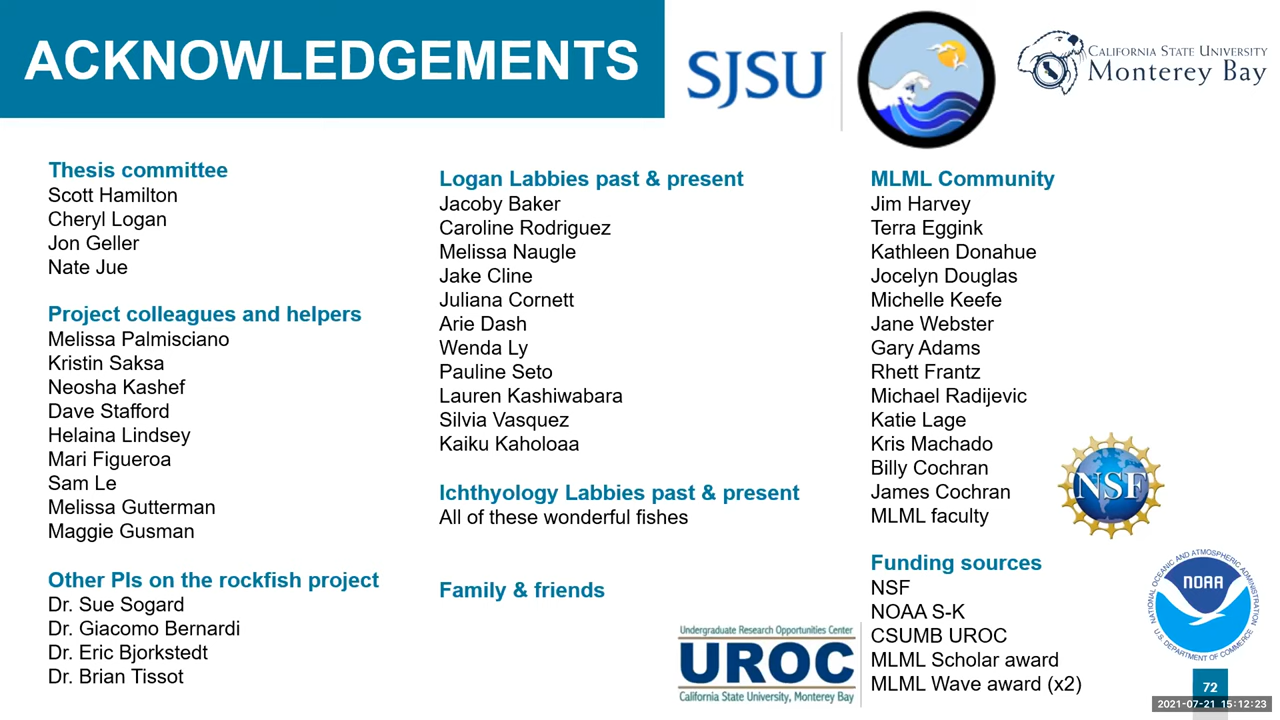 ACKNOWLEDGEMENTS
SJSU
CALIFORNIA STATE UNIVERSITY
Monterey Bay
Thesis committee
Scott Hamilton
Cheryl Logan
Jon Geller
Nate Jue
Project colleagues and helpers
Melissa Palmisciano
Kristin Saksa
Neosha Kashef
Dave Stafford
Helaina Lindsey
Mari Figueroa
Sam Le
Melissa Gutterman
Maggie Gusman
Other PIs on the rockfish project
Dr. Sue Sogard
Dr. Giacomo Bernardi
Dr. Eric Bjorkstedt
Dr. Brian Tissot
Logan Labbies past & present
Jacoby Baker
Caroline Rodriguez
Melissa Naugle
Jake Cline
Juliana Cornett
Arie Dash
Wenda Ly
Pauline Seto
Lauren Kashiwabara
Silvia Vasquez
Kaiku Kaholoaa
Ichthyology Labbies past & present
All of these wonderful fishes
Family & friends
Undergraduate Research Opportunities Center
UROC
California State University, Monterey Bay
MLML Community
Jim Harvey
Terra Eggink
Kathleen Donahue
Jocelyn Douglas
Michelle Keefe
Jane Webster
Gary Adams
Rhett Frantz
Michael Radijevic
Katie Lage
Kris Machado
Billy Cochran
James Cochran
MLML faculty
NSF
Funding sources
NSF
NOAA S-K
CSUMB UROC
MLML Scholar award
MLML Wave award (x2)
NATIONAL OCEANIC AND ATMOSPHERIC ADMINISTRATION
NOAA
U.S. DEPARTMENT OF COMMERCE
72
2021-07-21 15:12:23